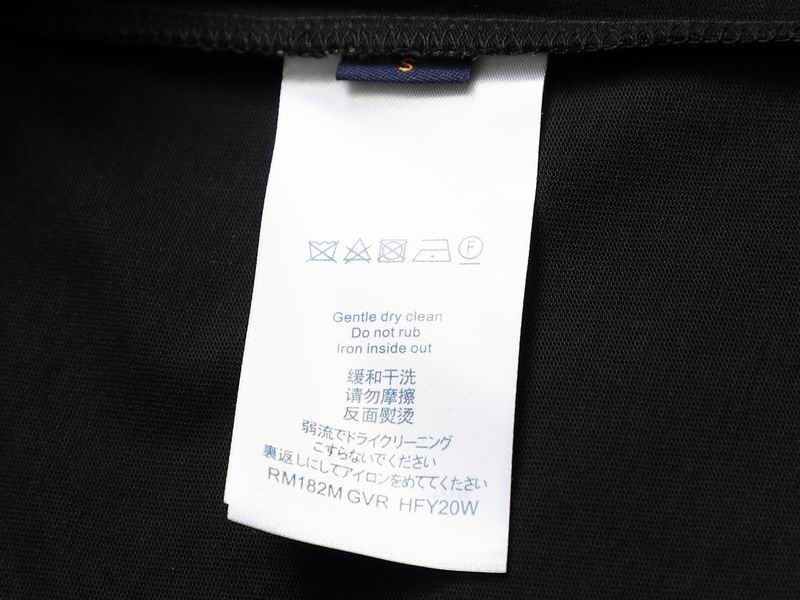 S
F
Gentle dry clean
Do not rub
Iron inside out
缓和干洗
请勿摩擦
反面熨烫
弱流でドライクリーニング
こすらないでください
裏返しにしてアイロンをめててください
RM182M GVR HFY20W